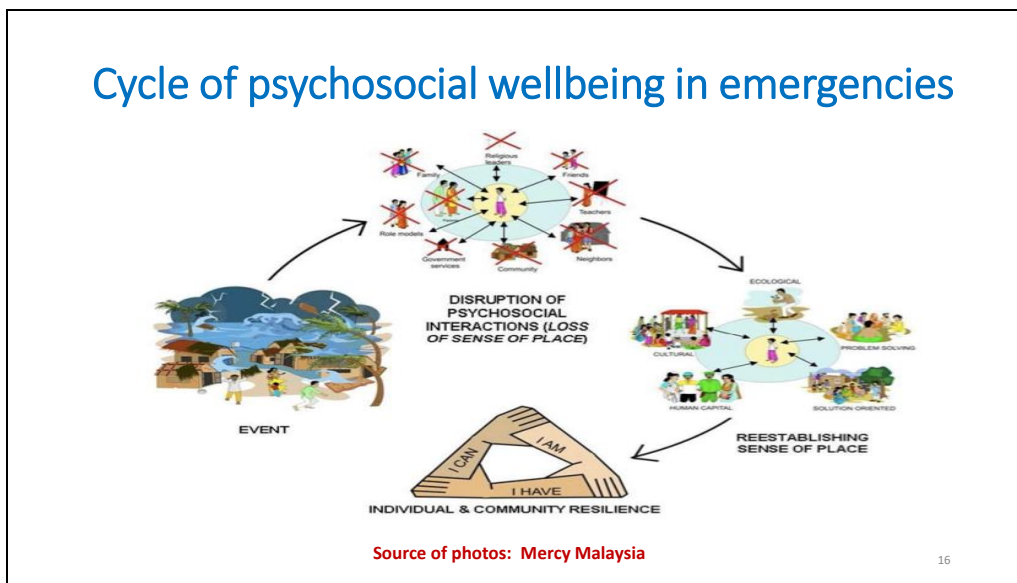 Cycle of psychosocial wellbeing in emergencies
Religious
leaders
Family
Friends
Teachers
Role models
Neighbors
Government
services
Community
DISRUPTION OF
PSYCHOSOCIAL
INTERACTIONS (LOSS
OF SENSE OF PLACE)
EVENT
ECOLOGICAL
CULTURAL
PROBLEM SOLVING
HUMAN CAPITAL
SOLUTION ORIENTED
REESTABLISHING
SENSE OF PLACE
I CAN
I AM
I HAVE
INDIVIDUAL & COMMUNITY RESILIENCE
Source of photos: Mercy Malaysia
16